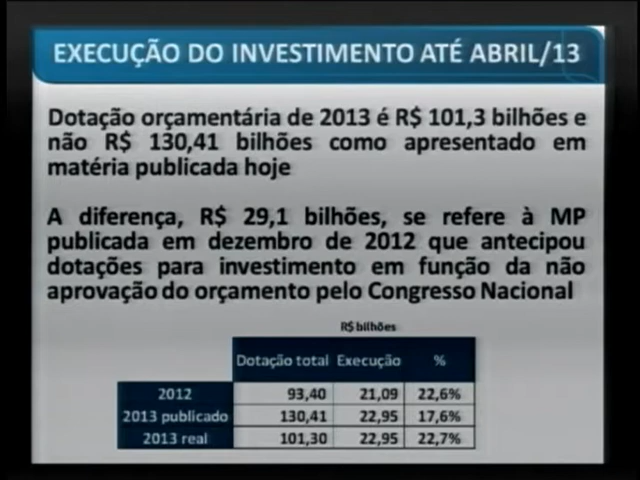 EXECUÇÃO DO INVESTIMENTO ATÉ ABRIL/13
Dotação orçamentária de 2013 é R$ 101,3 bilhões e
não R$ 130,41 bilhões como apresentado em
matéria publicada hoje
A diferença, R$ 29,1 bilhões, se refere à MP
publicada em dezembro de 2012 que antecipou
dotações para investimento em função da não
aprovação do orçamento pelo Congresso Nacional
R$ bilhões
Dotação total Execução %
2012 93,40 21,09 22,6%
2013 publicado 130,41 22,95 17,6%
2013 real 101,30 22,95 22,7%